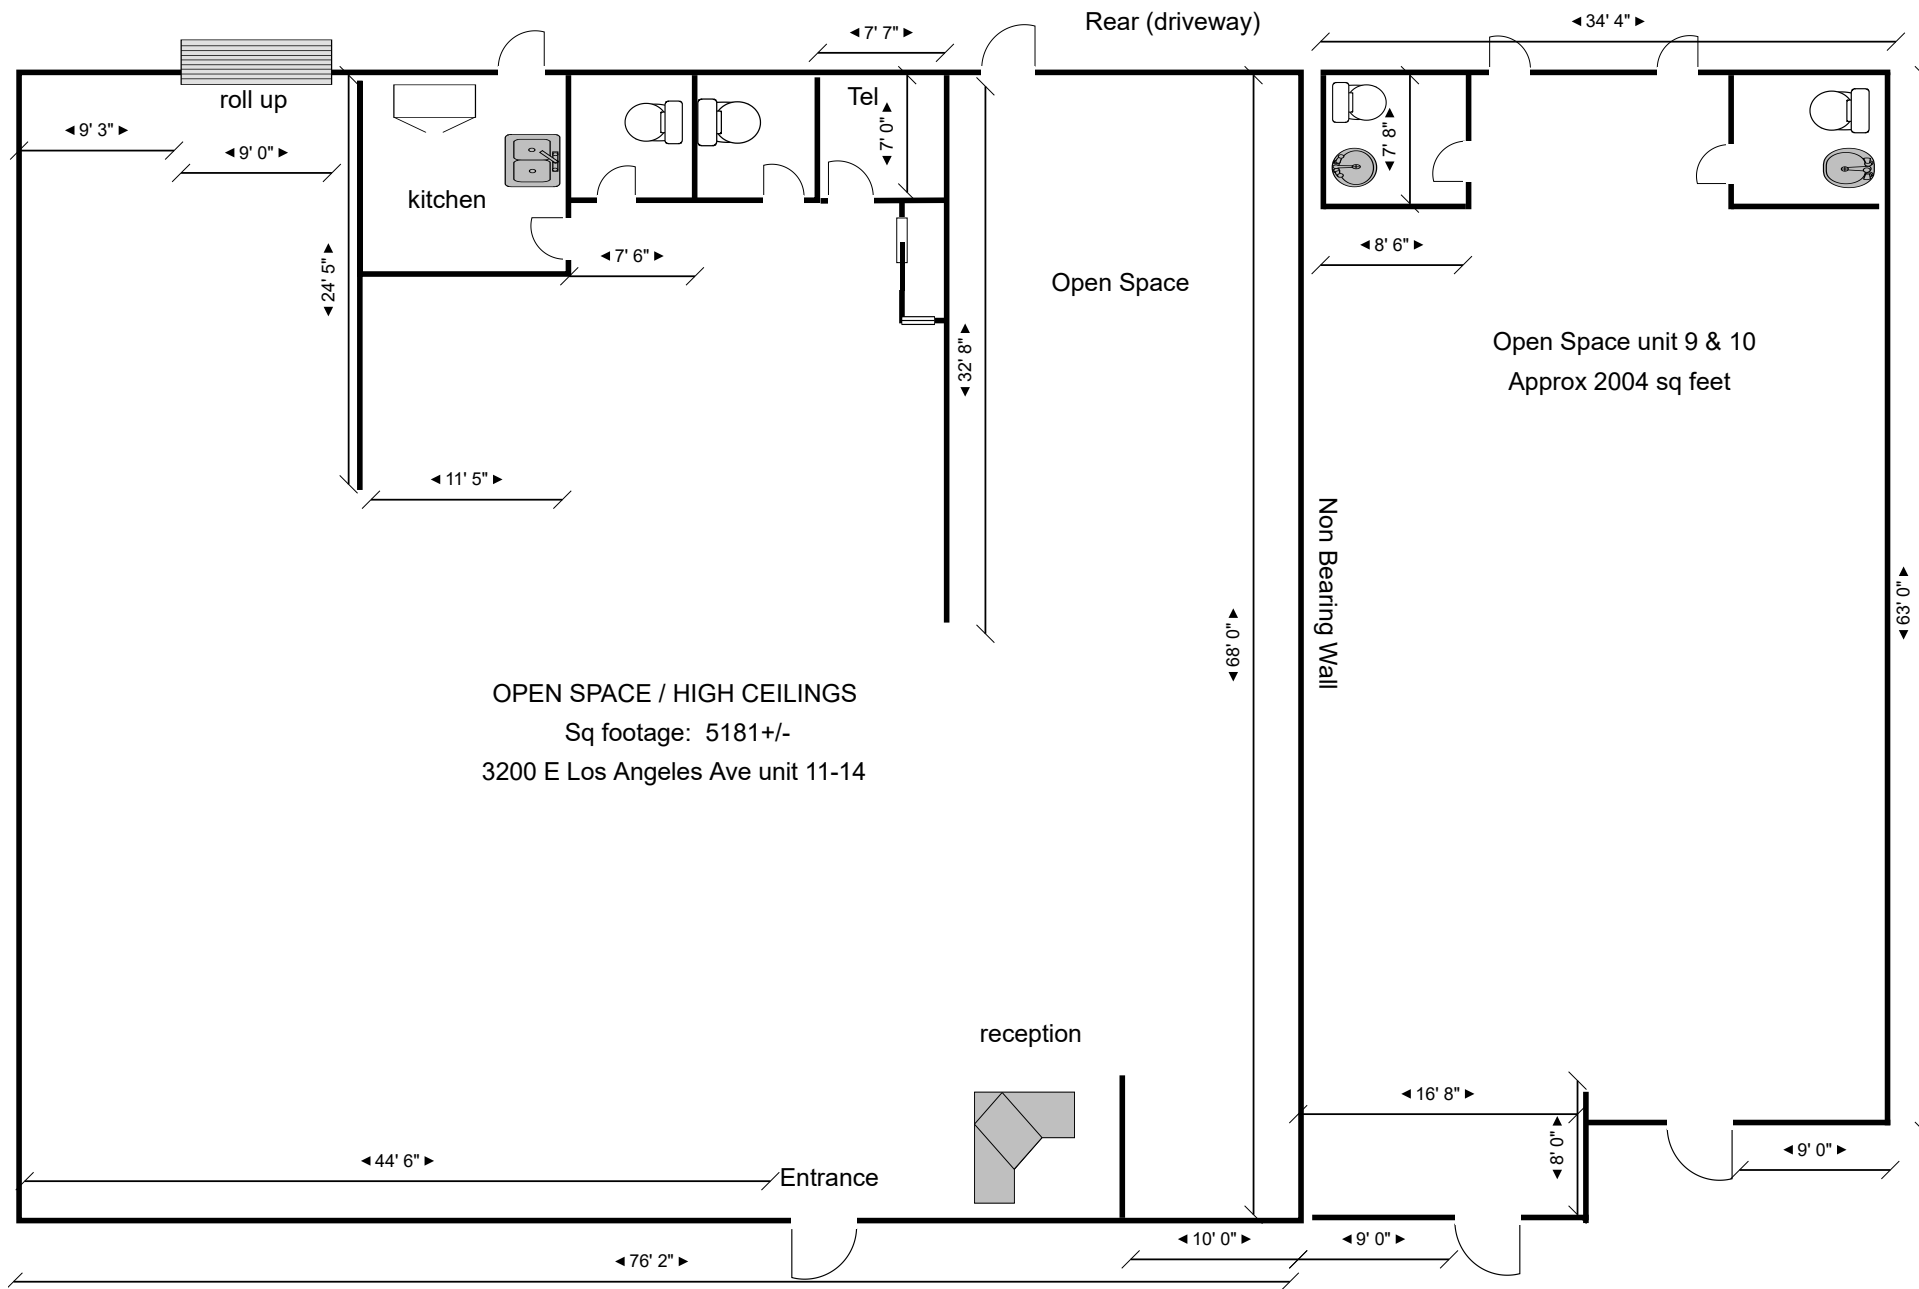 Rear (driveway)
34' 4"
7' 7"
roll up
Tel
9' 3"
9' 0"
7' 0"
7' 8"
kitchen
24' 5"
7' 6"
8' 6"
Open Space
32' 8"
Open Space unit 9 & 10
Approx 2004 sq feet
11' 5"
Non Bearing Wall
68' 0"
63' 0"
OPEN SPACE / HIGH CEILINGS
Sq footage:  5181+/-
3200 E Los Angeles Ave unit 11-14
reception
16' 8"
8' 0"
9' 0"
44' 6"
Entrance
10' 0"
9' 0"
76' 2"